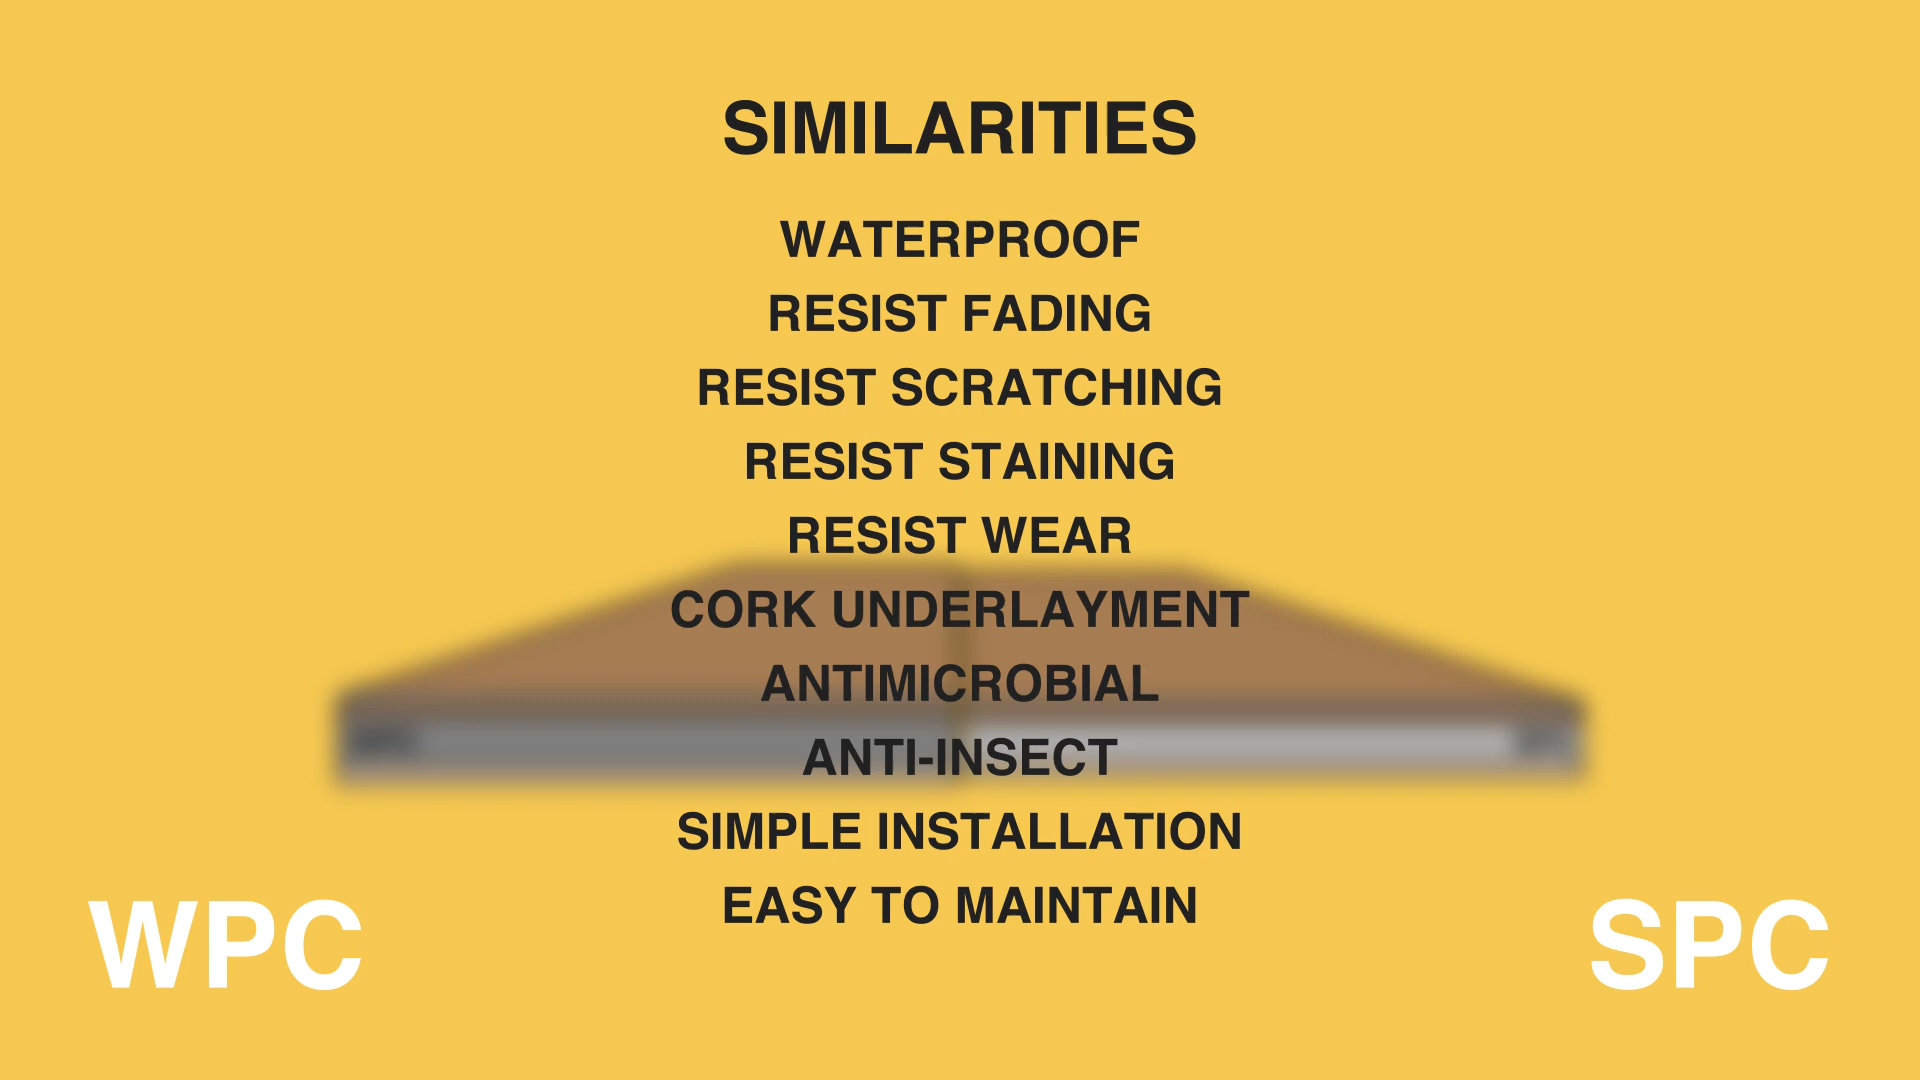 SIMILARITIES
WATERPROOF
RESIST FADING
RESIST SCRATCHING
RESIST STAINING
RESIST WEAR
CORK UNDERLAYMENT
ANTIMICROBIAL
ANTI-INSECT
SIMPLE INSTALLATION
EASY TO MAINTAIN
WPC
SPC